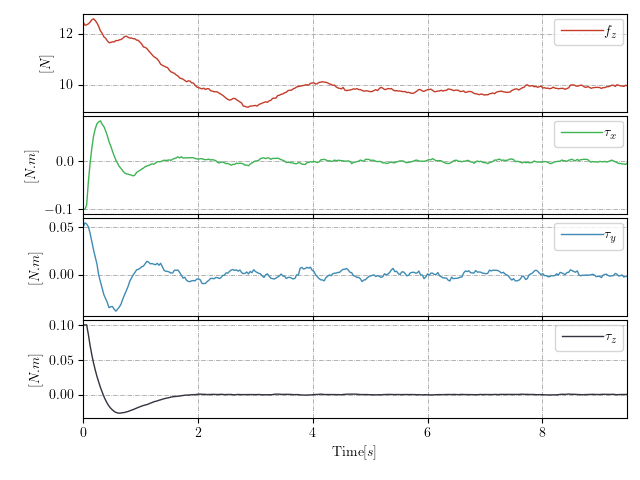 12
10
[N]
f_z
0.0
−0.1
[N.m]
τ_x
0.05
0.00
[N.m]
τ_y
0.10
0.05
0.00
[N.m]
τ_z
0 2 4 6 8
Time[s]